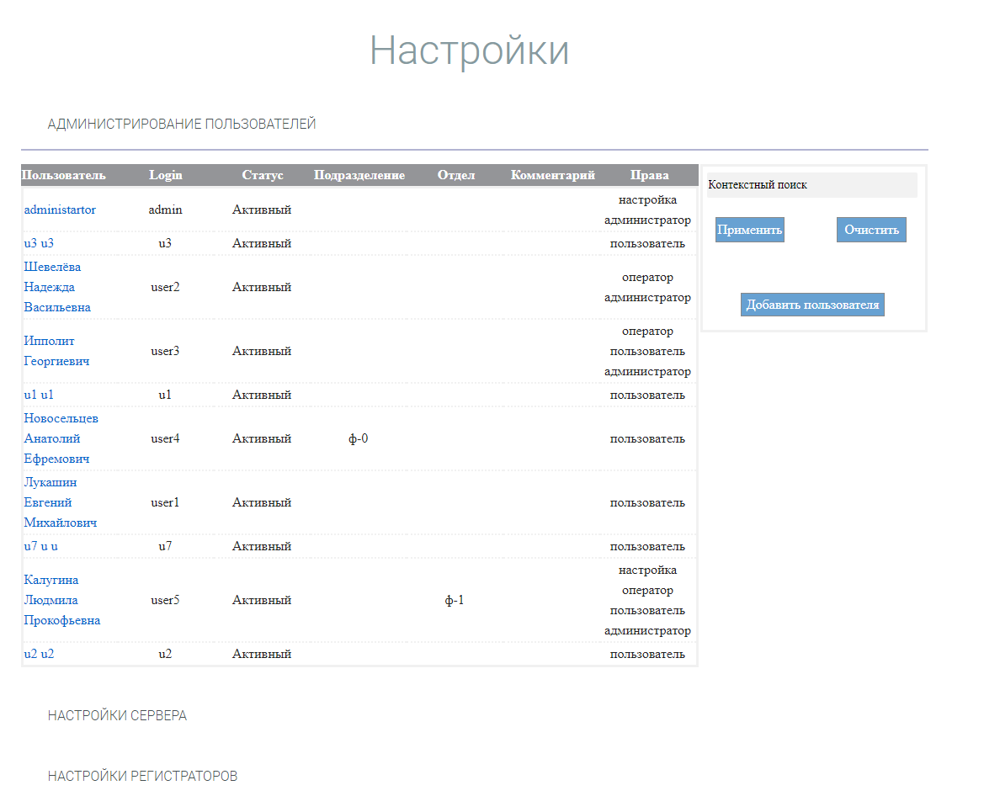 Настройки
АДМИНИСТРИРОВАНИЕ ПОЛЬЗОВАТЕЛЕЙ
Пользователь Login Статус Подразделение Отдел Комментарий Права
administartor admin Активный настройка
администратор
u3 u3 u3 Активный пользователь
Шевелёва
Надежда
Васильевна
user2 Активный
оператор
администратор
Ипполит
Георгиевич
user3 Активный
оператор
пользователь
администратор
u1 u1 u1 Активный пользователь
Новосельцев
Анатолий
Ефремович
user4 Активный ф-0 пользователь
Лукашин
Евгений
Михайлович
user1 Активный пользователь
u7 u u u7 Активный пользователь
Калугина
Людмила
Прокофьевна
user5 Активный ф-1
настройка
оператор
пользователь
администратор
u2 u2 u2 Активный пользователь
Контекстный поиск
Применить Очистить
Добавить пользователя
НАСТРОЙКИ СЕРВЕРА
НАСТРОЙКИ РЕГИСТРАТОРОВ